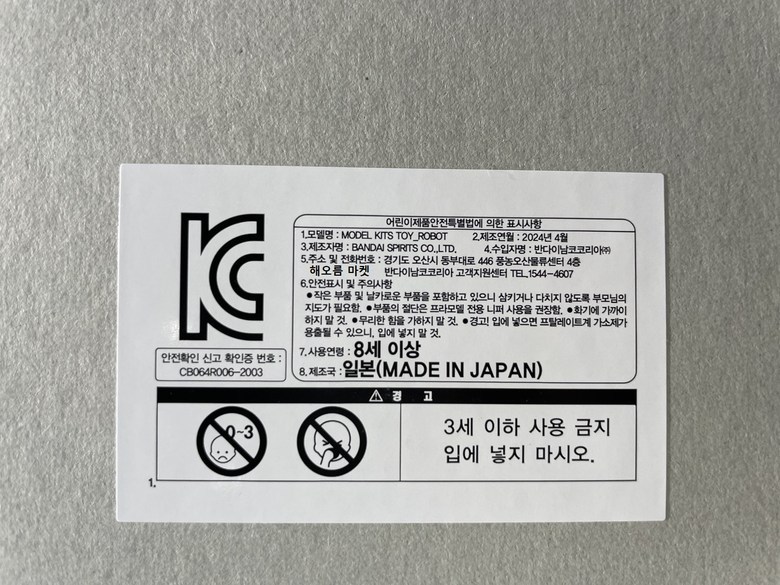 KC
어린이제품안전특별법에 의한 표시사항
1.모델명 : MODEL KITS TOY_ROBOT 2.제조연월 : 2024년 4월
3.제조자명 : BANDAI SPIRITS CO.,LTD. 4.수입자명 : 반다이남코코리아㈜
5.주소 및 전화번호 : 경기도 오산시 동부대로 446 풍농오산물류센터 4층
해오름 마켓 반다이남코코리아 고객지원센터 TEL.1544-4607
6.안전표시 및 주의사항
●작은 부품 및 날카로운 부품을 포함하고 있으니 삼키거나 다치지 않도록 부모님의
지도가 필요함. ●부품의 절단은 프라모델 전용 니퍼 사용을 권장함. ●화기에 가까이
하지 말 것. ●무리한 힘을 가하지 말 것. ●경고! 입에 넣으면 프탈레이트계 가소제가
용출될 수 있으니, 입에 넣지 말 것.
7.사용연령 : 8세 이상
8.제조국 : 일본(MADE IN JAPAN)
안전확인 신고 확인증 번호 :
CB064R006-2003
⚠ 경 고
0-3
3세 이하 사용 금지
입에 넣지 마시오.
1.